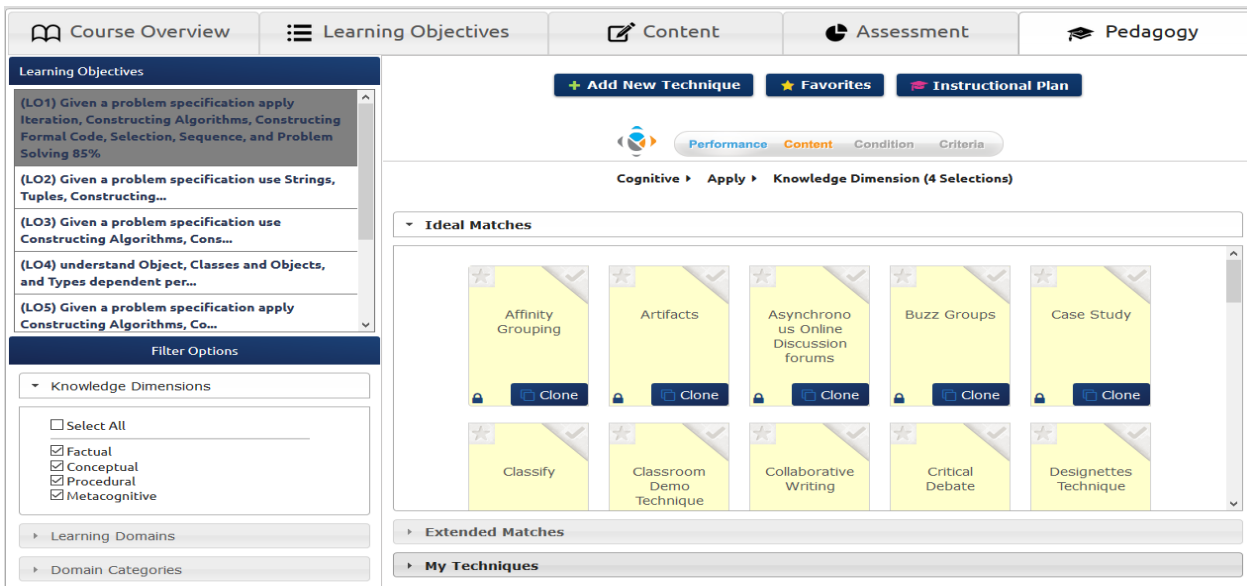 Course Overview
Learning Objectives
Content
Assessment
Pedagogy
Learning Objectives
(LO1) Given a problem specification apply
Iteration, Constructing Algorithms, Constructing
Formal Code, Selection, Sequence, and Problem
Solving 85%
(LO2) Given a problem specification use Strings,
Tuples, Constructing...
(LO3) Given a problem specification use
Constructing Algorithms, Cons...
(LO4) understand Object, Classes and Objects,
and Types dependent per...
(LO5) Given a problem specification apply
Constructing Algorithms, Co...
Filter Options
Knowledge Dimensions
Select All
Factual
Conceptual
Procedural
Metacognitive
Learning Domains
Domain Categories
+ Add New Technique
Favorites
Instructional Plan
Performance Content Condition Criteria
Cognitive Apply Knowledge Dimension (4 Selections)
Ideal Matches
Affinity
Grouping
Clone
Artifacts
Clone
Asynchrono
us Online
Discussion
forums
Clone
Buzz Groups
Clone
Case Study
Clone
Classify
Classroom
Demo
Technique
Collaborative
Writing
Critical
Debate
Designettes
Technique
Extended Matches
My Techniques